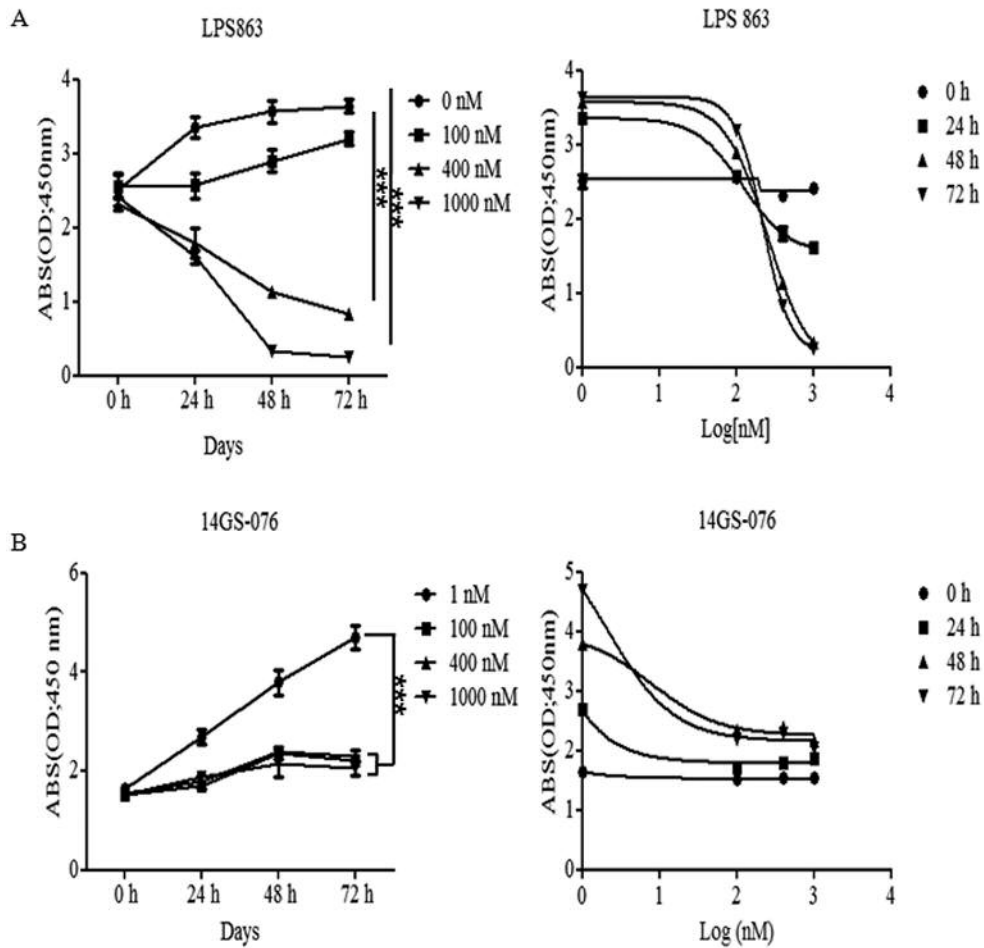 A
LPS863
ABS(OD;450nm)
4
3
2
1
0
0 h
24 h
48 h
72 h
Days
0 nM
100 nM
400 nM
1000 nM
***
***
LPS 863
ABS(OD;450nm)
4
3
2
1
0
0
1
2
3
4
Log[nM]
0 h
24 h
48 h
72 h
B
14GS-076
ABS(OD;450 nm)
6
4
2
0
0 h
24 h
48 h
72 h
Days
1 nM
100 nM
400 nM
1000 nM
***
14GS-076
ABS(OD;450nm)
5
4
3
2
1
0
0
1
2
3
4
Log (nM)
0 h
24 h
48 h
72 h